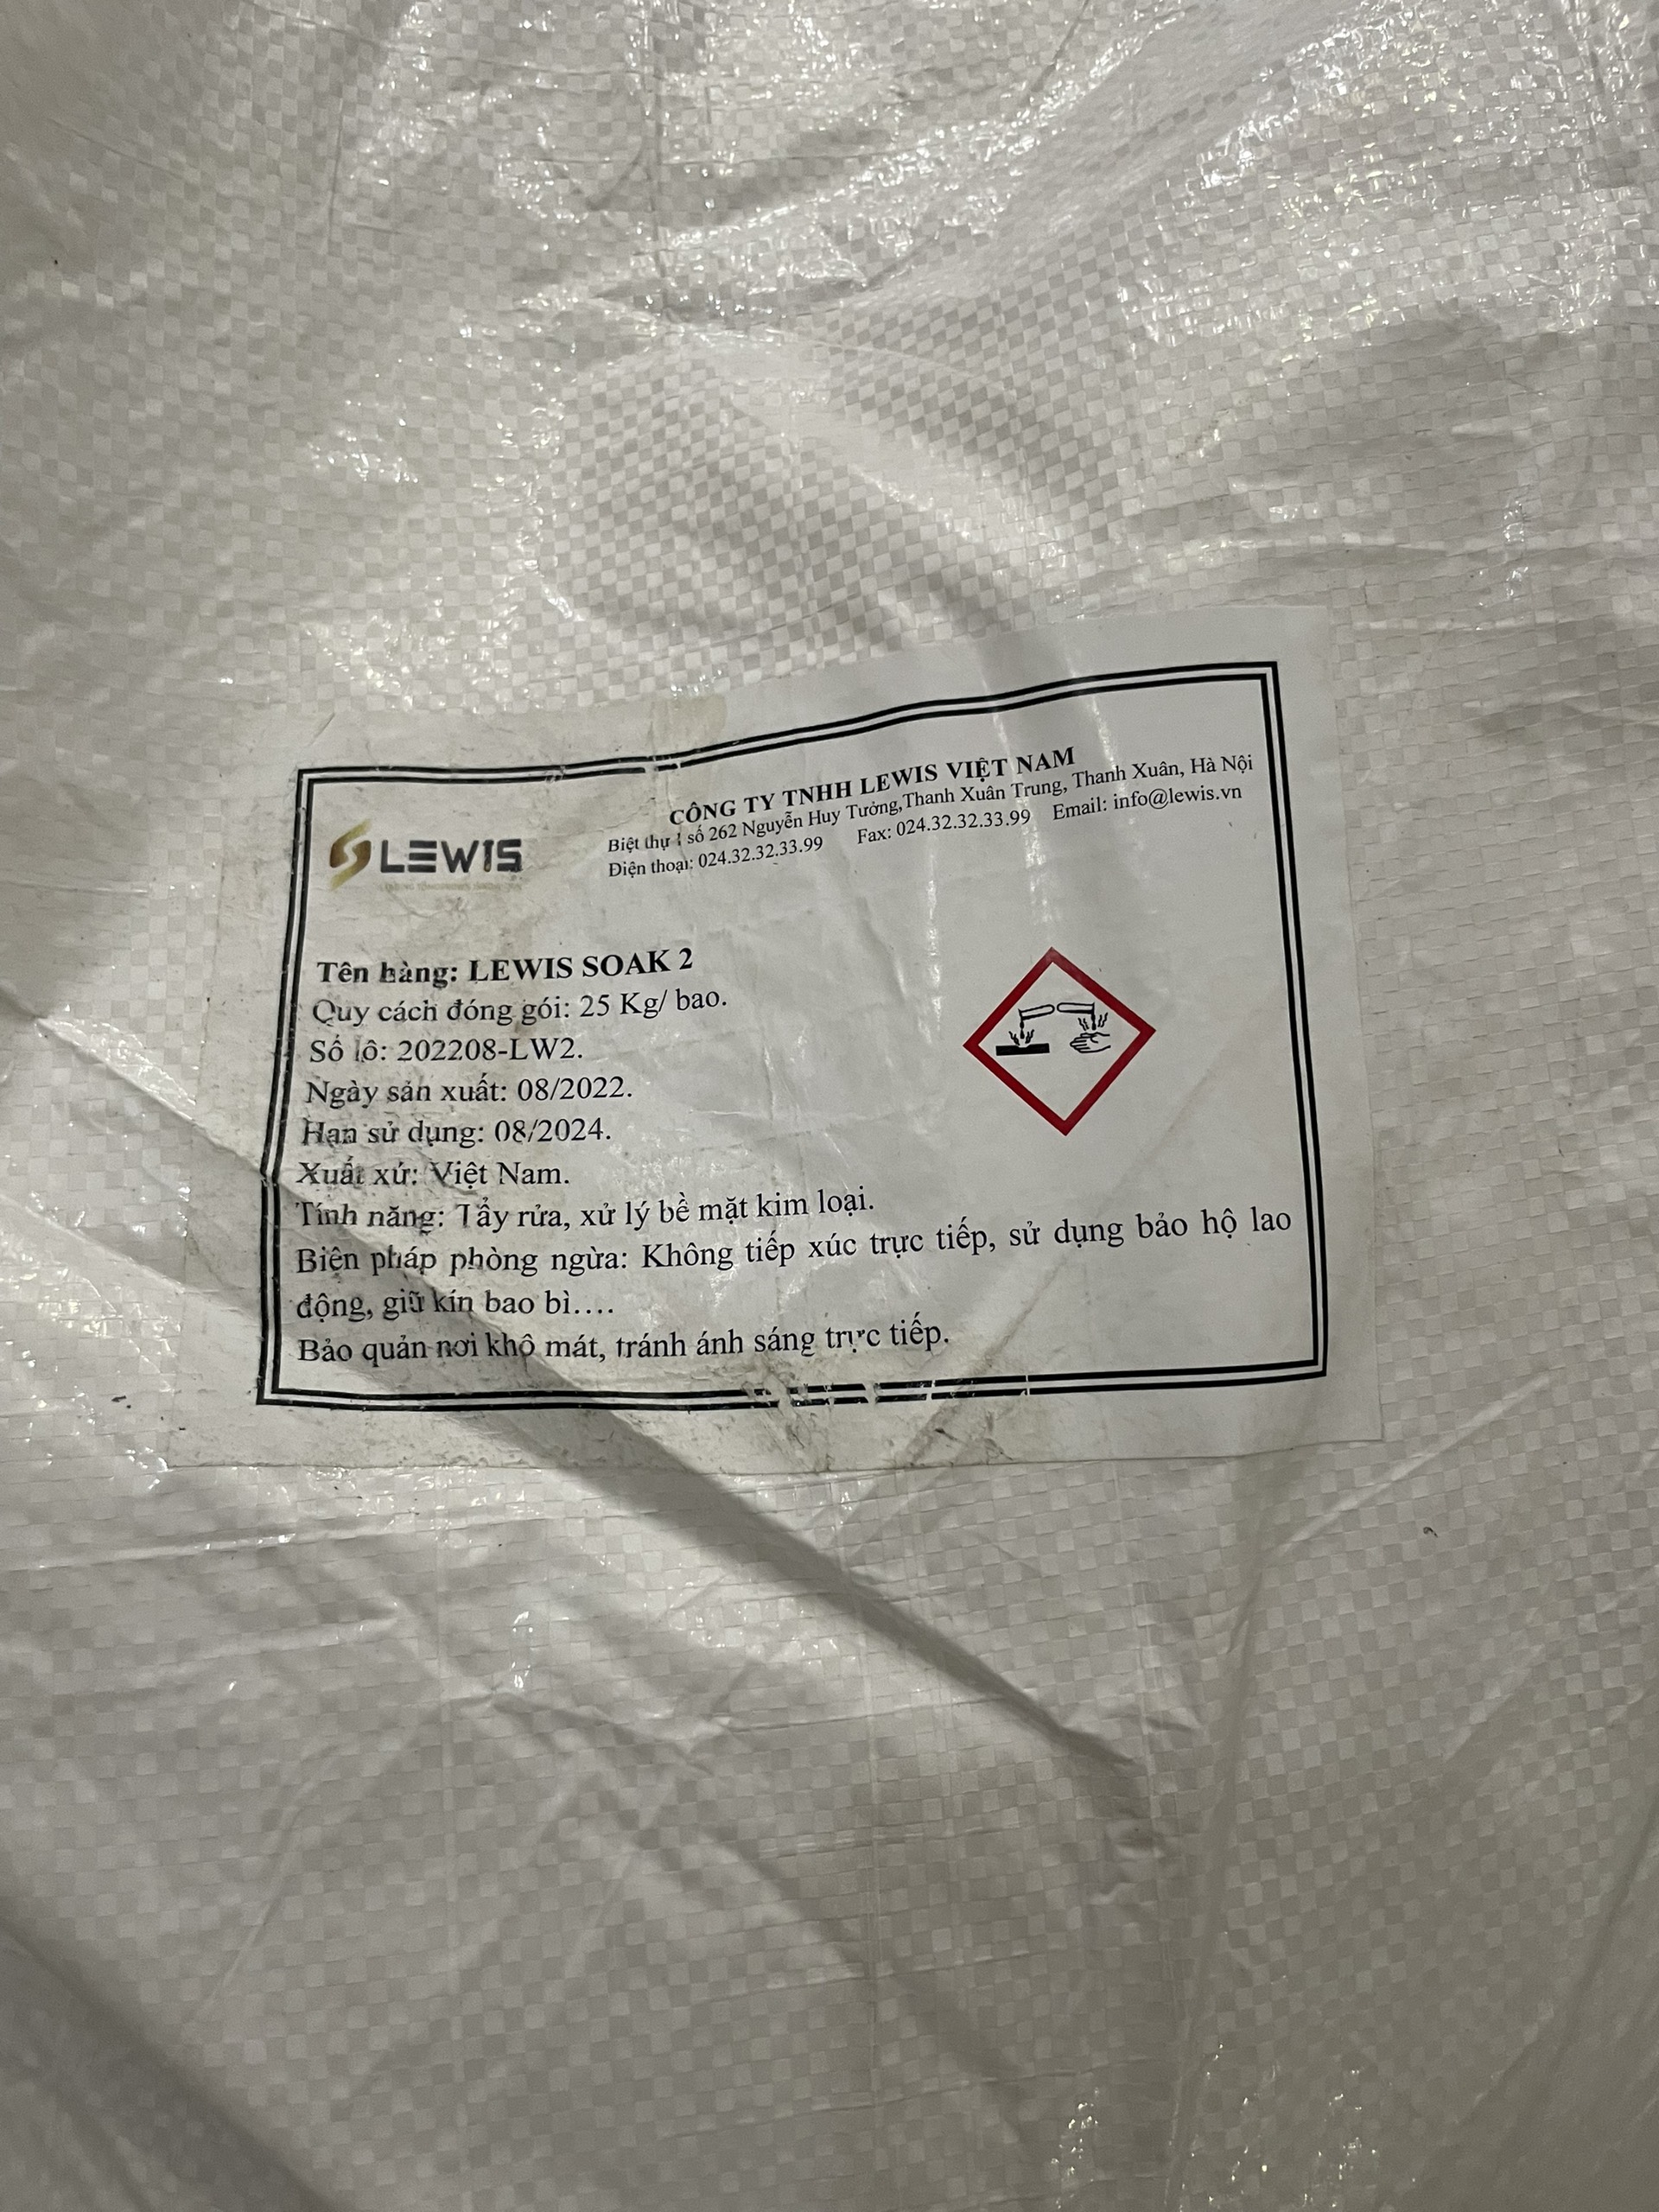 CÔNG TY TNHH LEWIS VIỆT NAM
Biệt thự 1 số 262 Nguyễn Huy Tưởng,Thanh Xuân Trung, Thanh Xuân, Hà Nội
Điện thoại: 024.32.32.33.99 Fax: 024.32.32.33.99 Email: info@lewis.vn
LEWIS
Tên hàng: LEWIS SOAK 2
Quy cách đóng gói: 25 Kg/ bao.
Số lô: 202208-LW2.
Ngày sản xuất: 08/2022.
Hạn sử dụng: 08/2024.
Xuất xứ: Việt Nam.
Tính năng: Tẩy rửa, xử lý bề mặt kim loại.
Biện pháp phòng ngừa: Không tiếp xúc trực tiếp, sử dụng bảo hộ lao
động, giữ kín bao bì….
Bảo quản nơi khô mát, tránh ánh sáng trực tiếp.